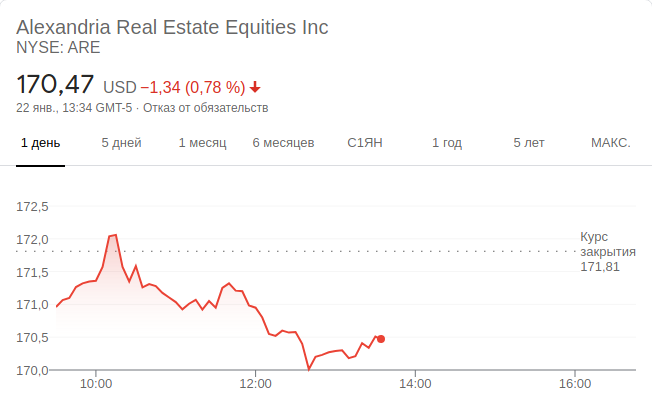 Alexandria Real Estate Equities Inc
NYSE: ARE
170,47 USD −1,34 (0,78 %)
22 янв., 13:34 GMT-5 · Отказ от обязательств
1 день 5 дней 1 месяц 6 месяцев С1ЯН 1 год 5 лет МАКС.
172,5
172,0
Курс
закрытия
171,81
171,5
171,0
170,5
170,0
10:00 12:00 14:00 16:00